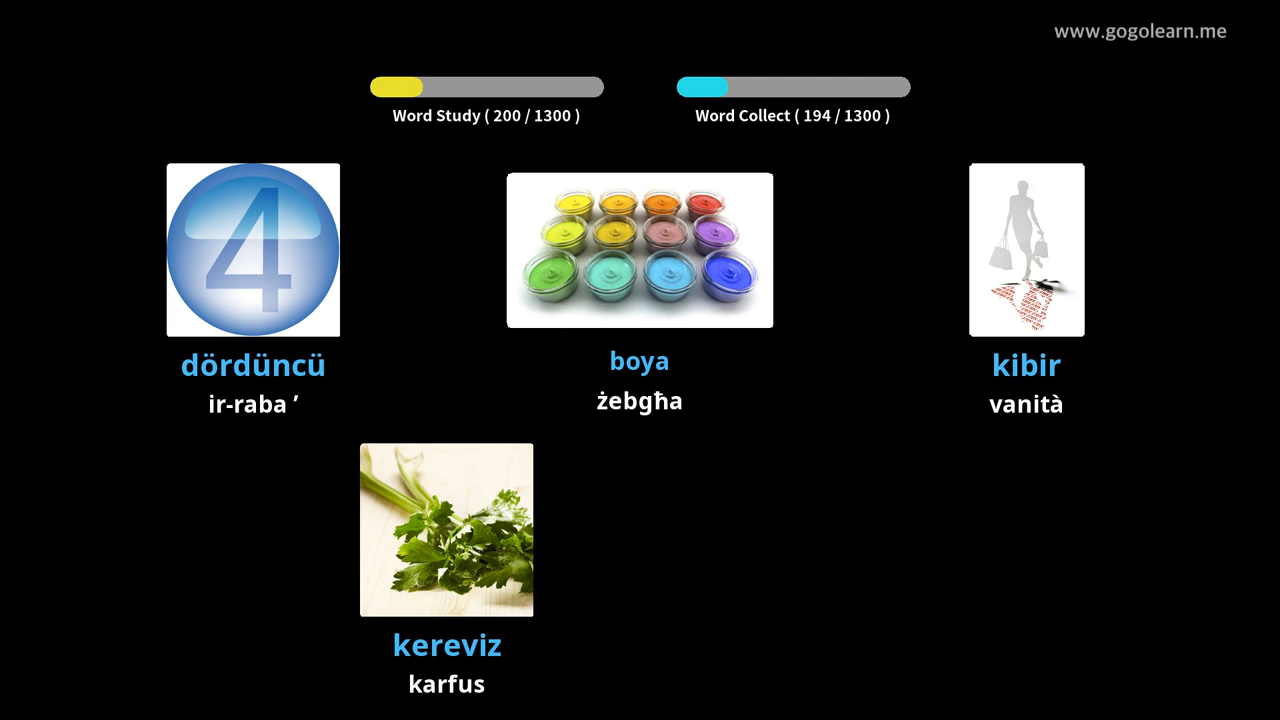 www.gogolearn.me
Word Study ( 200 / 1300 )
Word Collect ( 194 / 1300 )
4
dördüncü
ir-raba ’
boya
żebgħa
kibir
vanità
kereviz
karfus